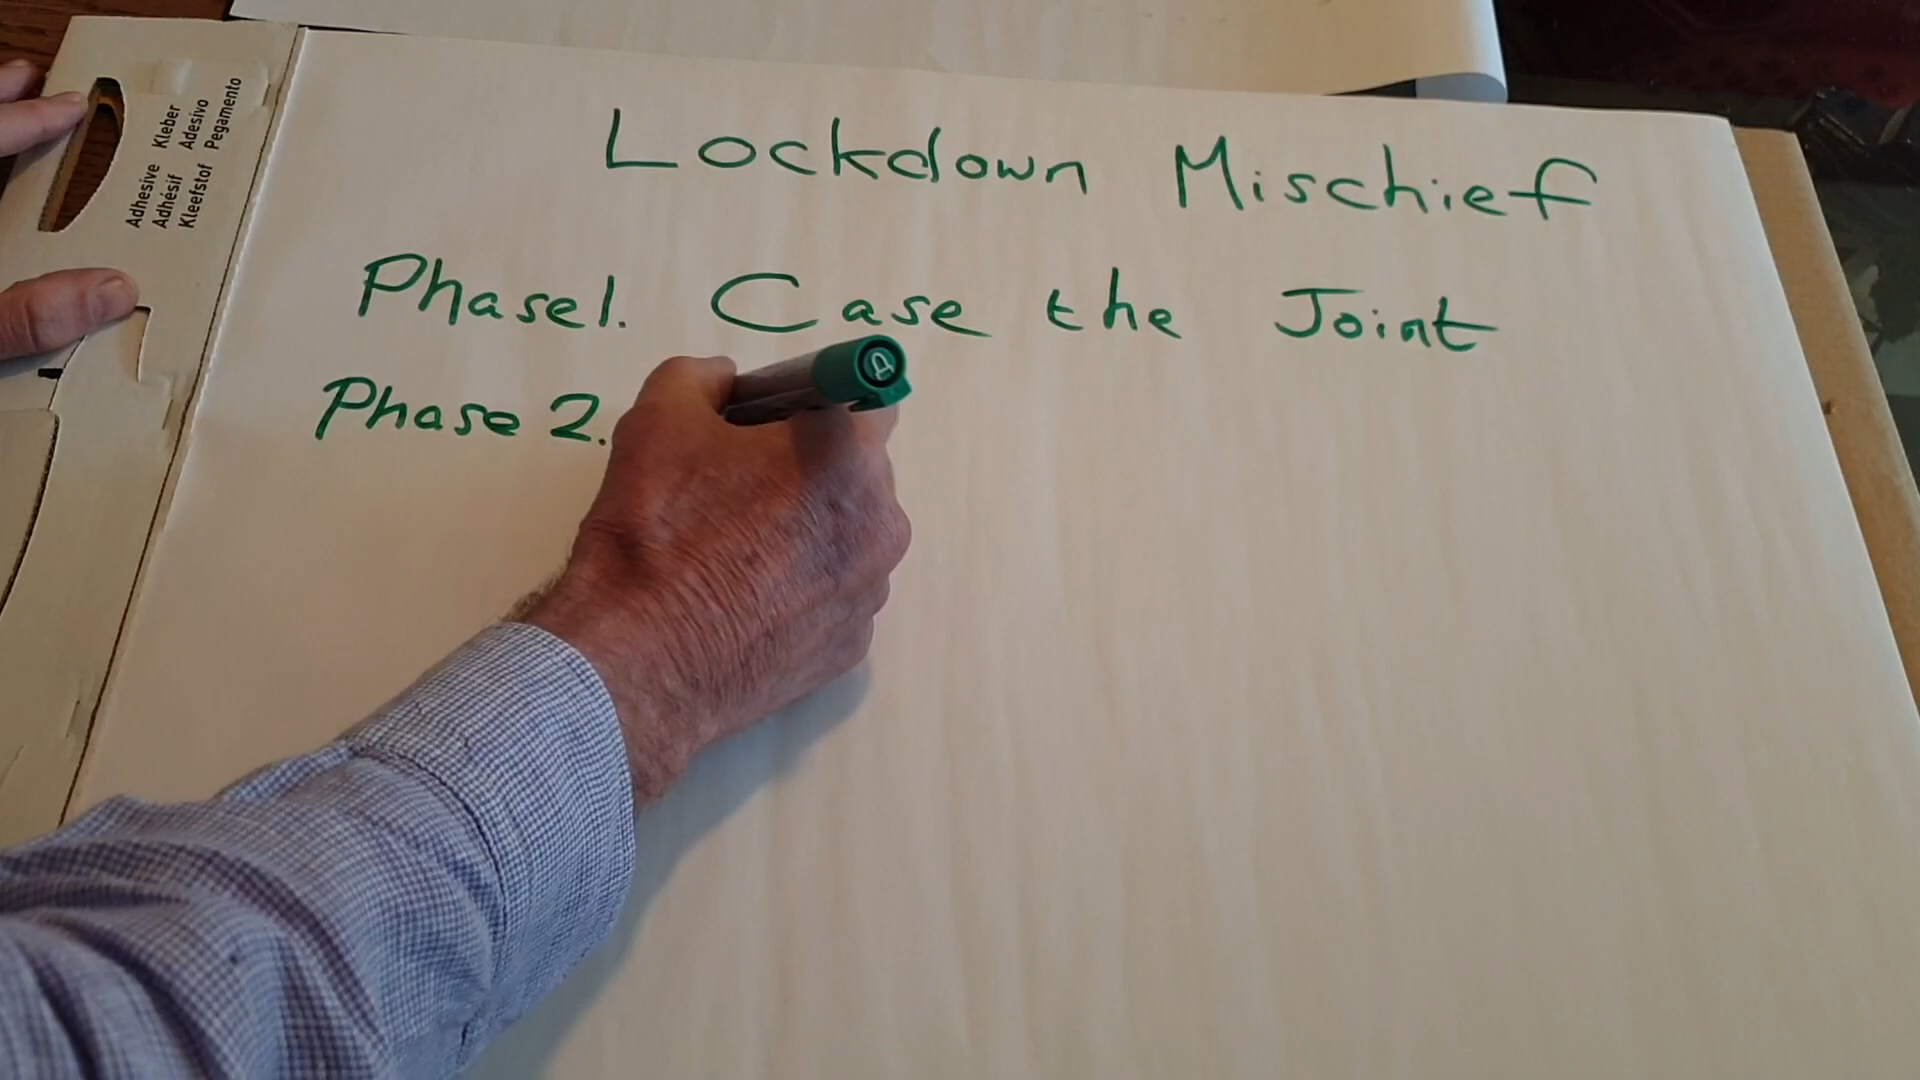 Lockdown Mischief
Phase1. Case the Joint
Phase 2.
Adhesive Kleber
Adhésif Adesivo
Kleefstof Pegamento